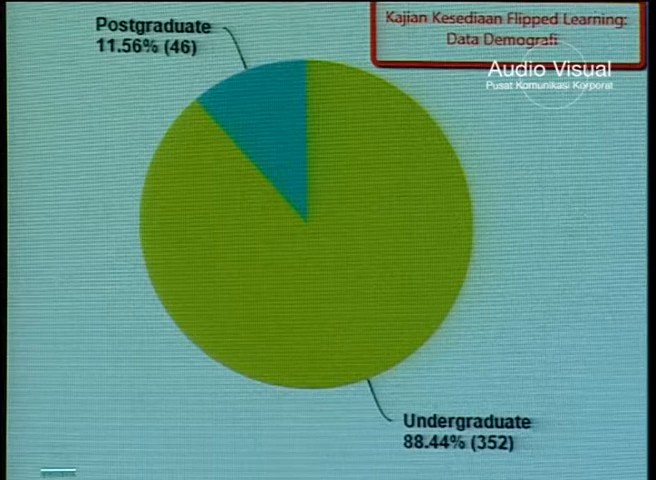 Postgraduate
11.56% (46)
Kajian Kesediaan Flipped Learning:
Data Demografi
Audio Visual
Pusat Komunikasi Korporat
Undergraduate
88.44% (352)